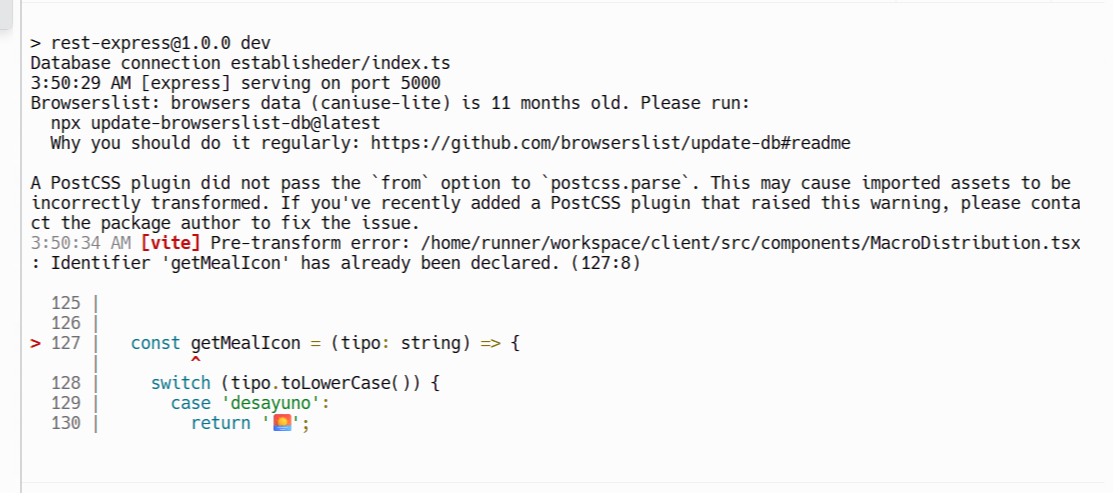 > rest-express@1.0.0 dev
Database connection establisheder/index.ts
3:50:29 AM [express] serving on port 5000
Browserslist: browsers data (caniuse-lite) is 11 months old. Please run:
  npx update-browserslist-db@latest
  Why you should do it regularly: https://github.com/browserslist/update-db#readme

A PostCSS plugin did not pass the `from` option to `postcss.parse`. This may cause imported assets to be
incorrectly transformed. If you've recently added a PostCSS plugin that raised this warning, please conta
ct the package author to fix the issue.
3:50:34 AM [vite] Pre-transform error: /home/runner/workspace/client/src/components/MacroDistribution.tsx
: Identifier 'getMealIcon' has already been declared. (127:8)

  125 |
  126 |
> 127 |   const getMealIcon = (tipo: string) => {
      |         ^
  128 |     switch (tipo.toLowerCase()) {
  129 |       case 'desayuno':
  130 |         return '🌅';